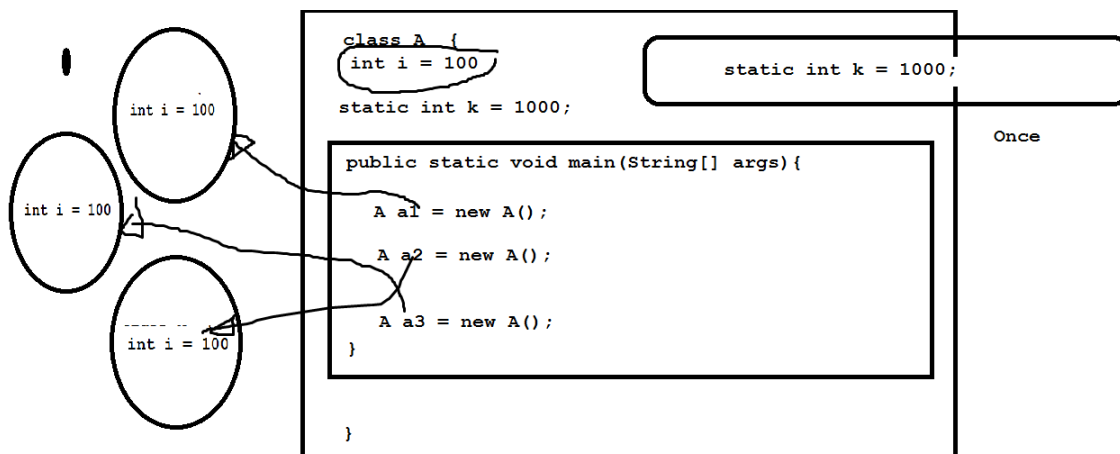 class A  {
int i = 100
static int k = 1000;
static int k = 1000;
Once
public static void main(String[] args){
A a1 = new A();
A a2 = new A();
A a3 = new A();
}
}
int i = 100
int i = 100
int i = 100